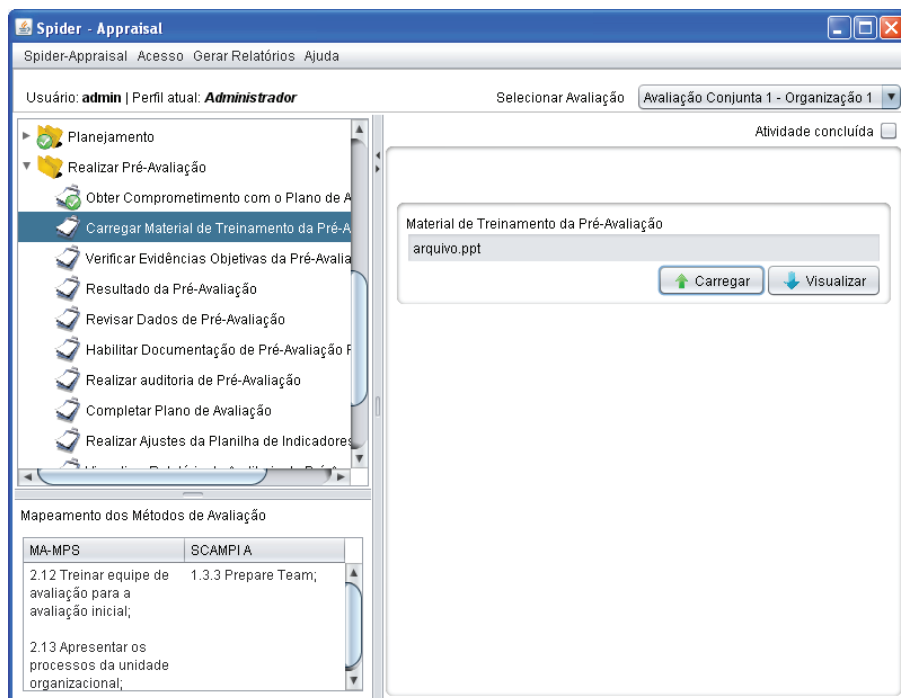 Spider - Appraisal
Spider-Appraisal Acesso Gerar Relatórios Ajuda
Usuário: admin | Perfil atual: Administrador
Selecionar Avaliação Avaliação Conjunta 1 - Organização 1
Atividade concluída
Planejamento
Realizar Pré-Avaliação
Obter Comprometimento com o Plano de A
Carregar Material de Treinamento da Pré-A
Verificar Evidências Objetivas da Pré-Avalia
Resultado da Pré-Avaliação
Revisar Dados de Pré-Avaliação
Habilitar Documentação de Pré-Avaliação F
Realizar auditoria de Pré-Avaliação
Completar Plano de Avaliação
Realizar Ajustes da Planilha de Indicadores
Material de Treinamento da Pré-Avaliação
arquivo.ppt
Carregar Visualizar
Mapeamento dos Métodos de Avaliação
MA-MPS SCAMPI A
2.12 Treinar equipe de 1.3.3 Prepare Team;
avaliação para a
avaliação inicial;
2.13 Apresentar os
processos da unidade
organizacional;